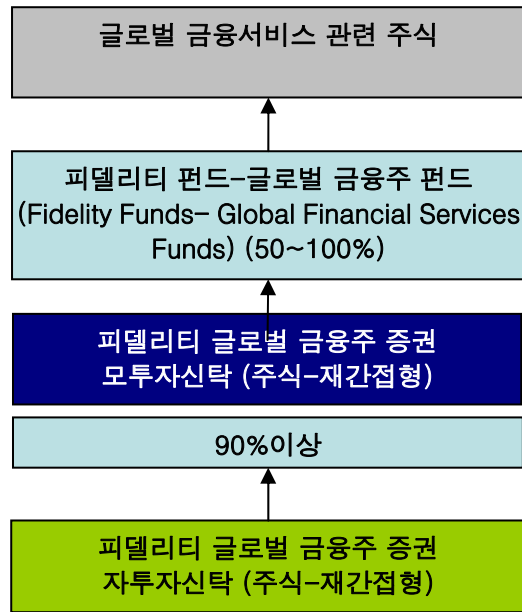 글로벌 금융서비스 관련 주식
피델리티 펀드-글로벌 금융주 펀드
(Fidelity Funds- Global Financial Services
Funds) (50~100%)
피델리티 글로벌 금융주 증권
모투자신탁 (주식-재간접형)
90%이상
피델리티 글로벌 금융주 증권
자투자신탁 (주식-재간접형)